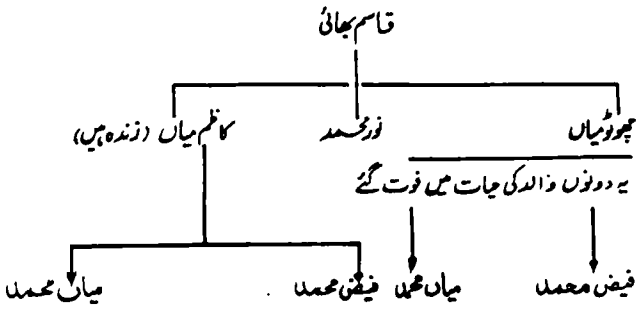 قاسم بھائی
چھوٹو میاں نور محمد کاظم میاں (زندہ ہیں)
یہ دونوں والد کی حیات میں فوت گئے
فیض محمد میاں محمد فیض محمد میاں محمد